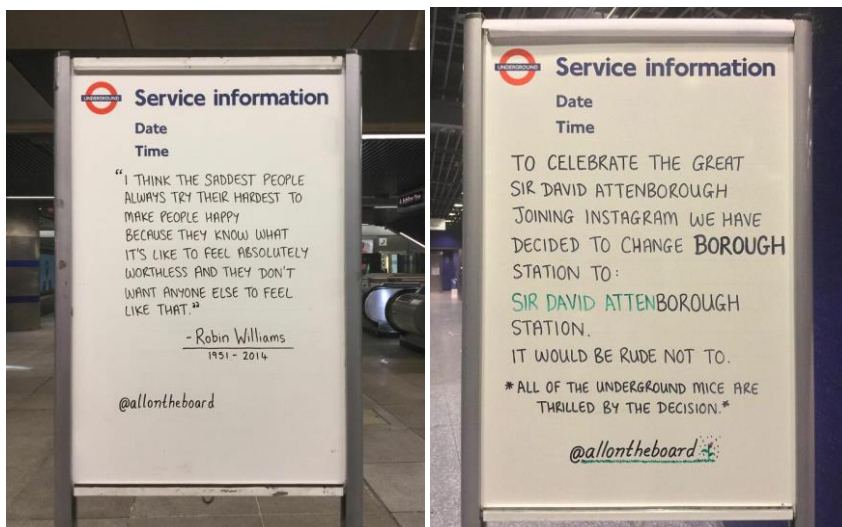 UNDERGROUND
Service information
Date
Time
“I THINK THE SADDEST PEOPLE
ALWAYS TRY THEIR HARDEST TO
MAKE PEOPLE HAPPY
BECAUSE THEY KNOW WHAT
IT'S LIKE TO FEEL ABSOLUTELY
WORTHLESS AND THEY DON'T
WANT ANYONE ELSE TO FEEL
LIKE THAT.”
- Robin Williams
1951 - 2014
@allontheboard
UNDERGROUND
Service information
Date
Time
TO CELEBRATE THE GREAT
SIR DAVID ATTENBOROUGH
JOINING INSTAGRAM WE HAVE
DECIDED TO CHANGE BOROUGH
STATION TO:
SIR DAVID ATTENBOROUGH
STATION.
IT WOULD BE RUDE NOT TO.
* ALL OF THE UNDERGROUND MICE ARE
THRILLED BY THE DECISION.*
@allontheboard